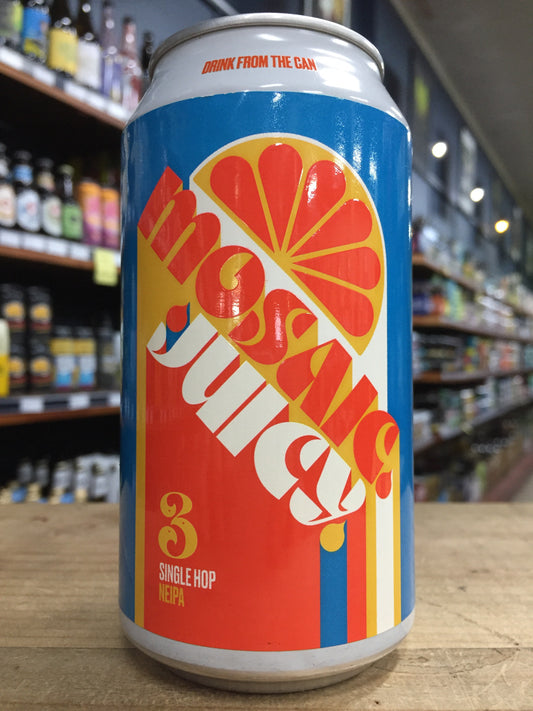 DRINK FROM THE CAN
mosaic
juicy
3
SINGLE HOP
NEIPA